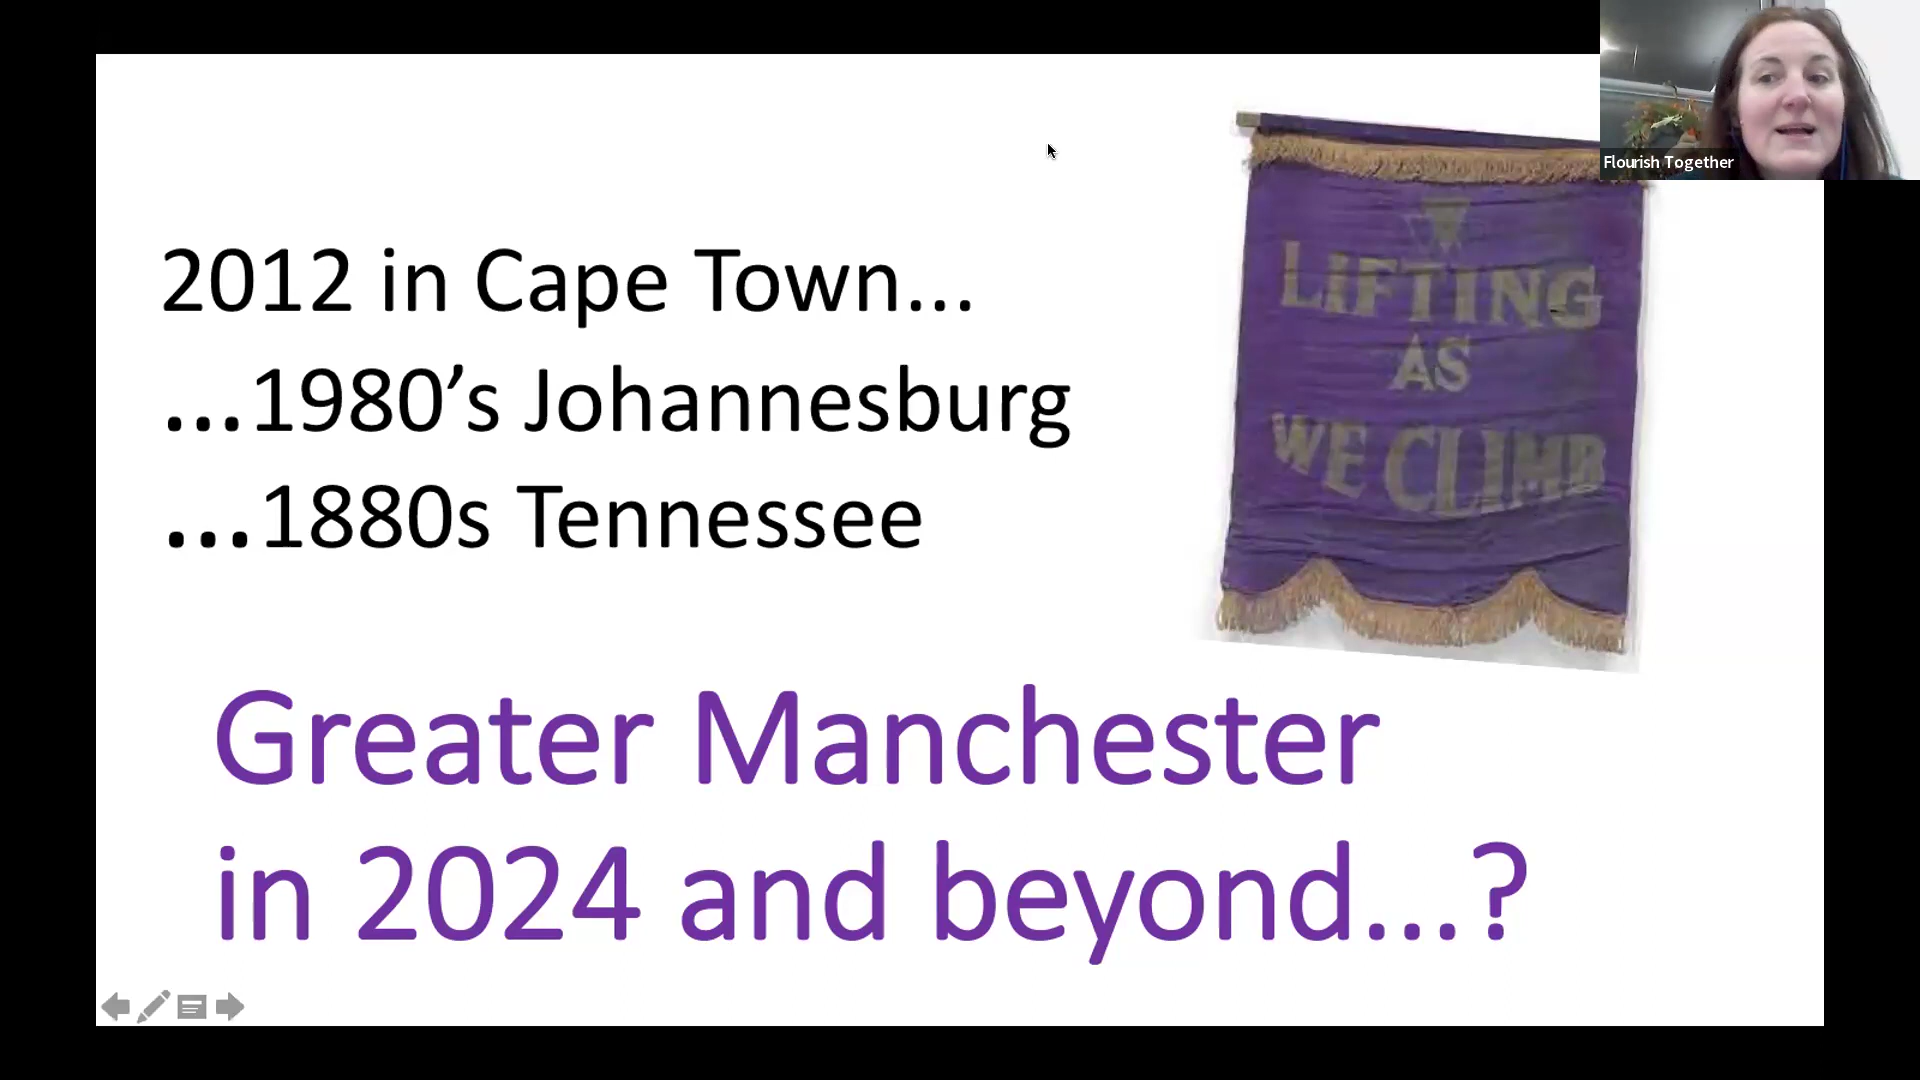 2012 in Cape Town...
...1980’s Johannesburg
...1880s Tennessee
LIFTING
AS
WE CLIMB
Greater Manchester
in 2024 and beyond...?
Flourish Together